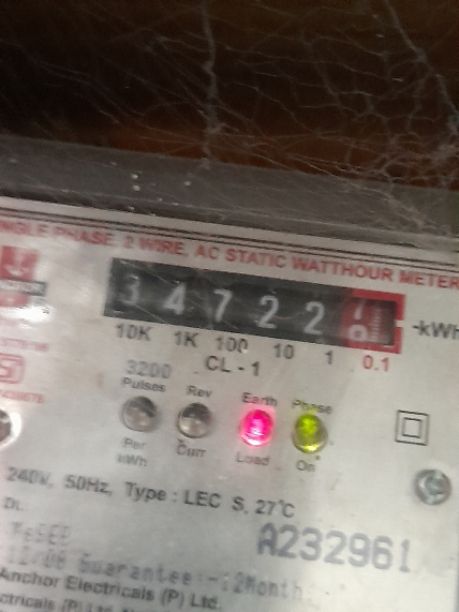 SINGLE PHASE, 2 WIRE, AC STATIC WATTHOUR METER
3 4 7 2 2
-kWh
10K 1K 100 10 1 0.1
CL - 1
3200
Pulses Rev Earth Phase
Per Curr Load On
kWh
240V, 50Hz, Type : LEC S, 27°C
A232961
Guarantee
Anchor Electricals (P) Ltd.